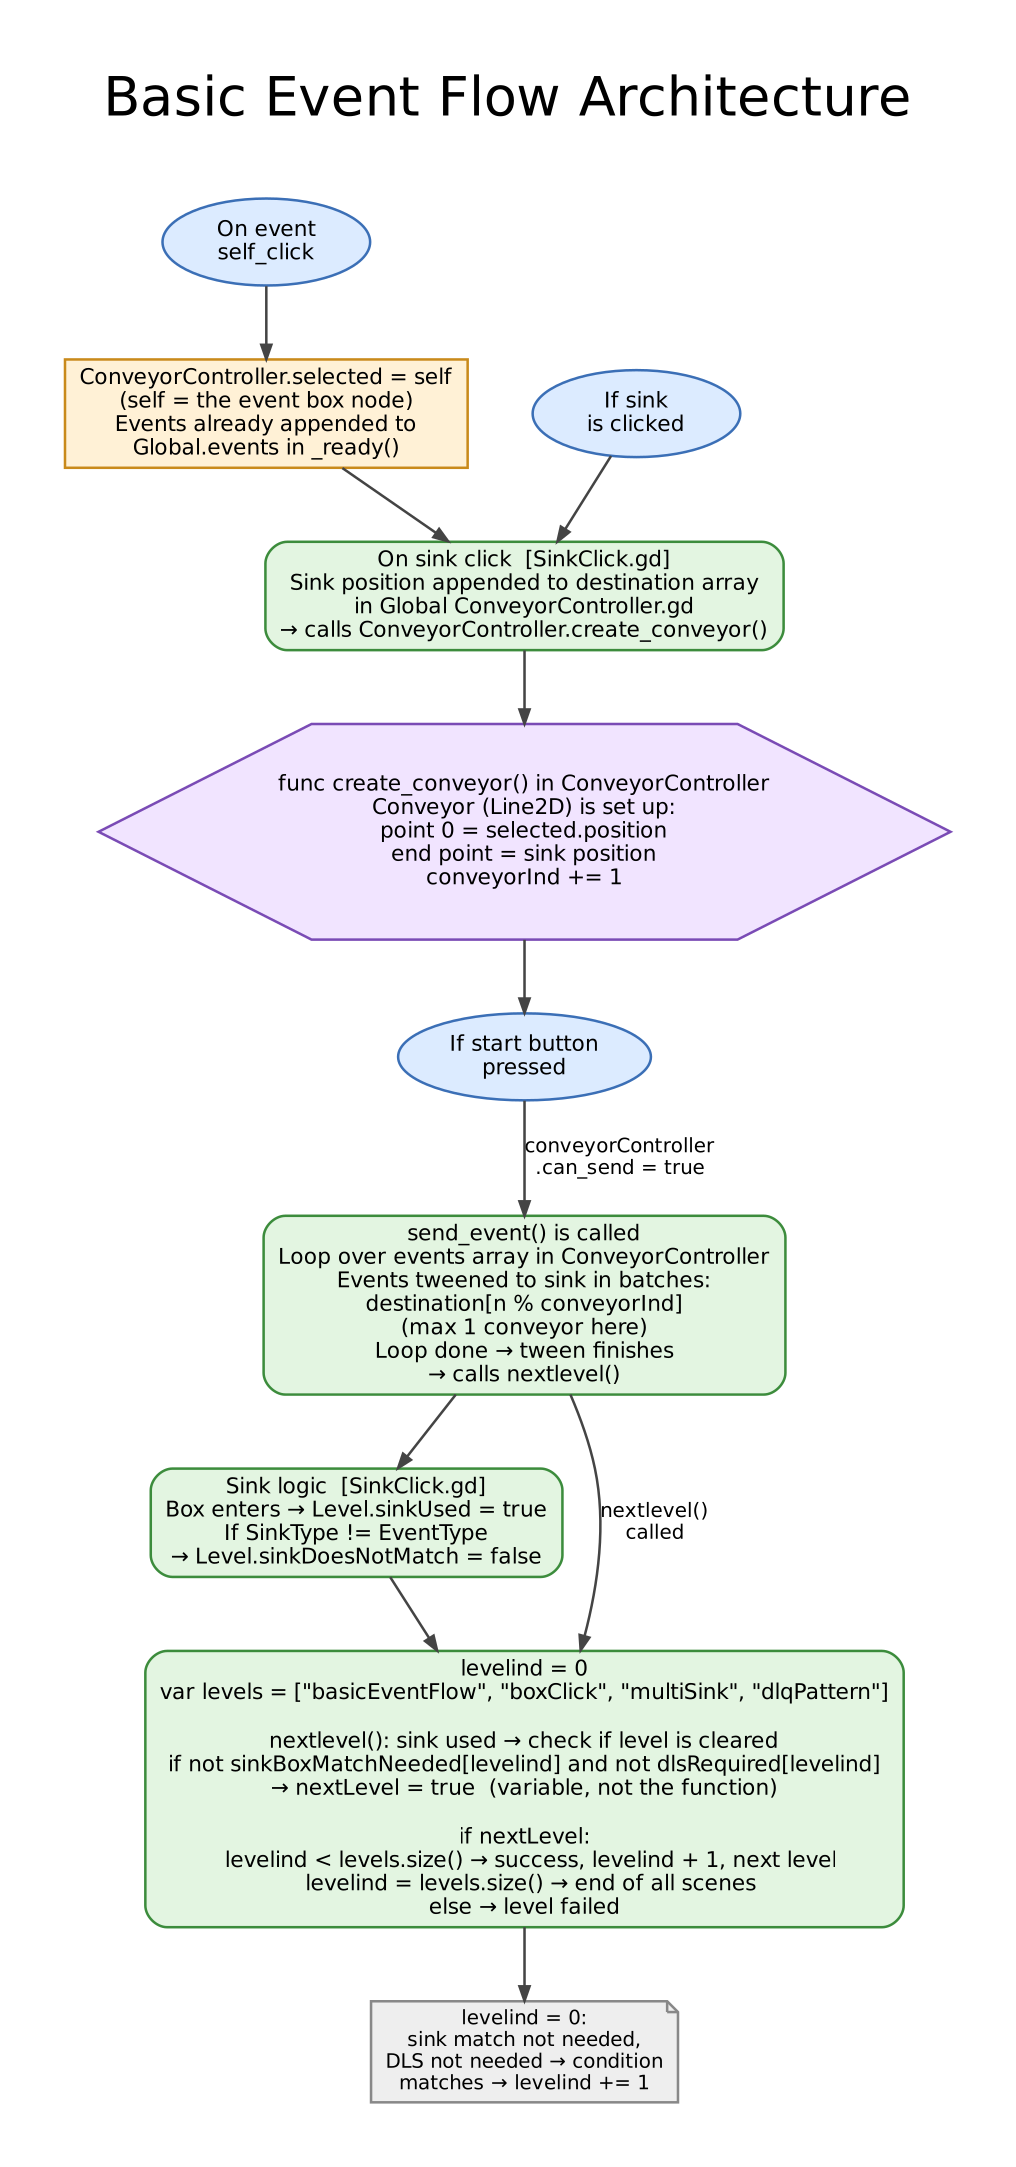 Basic Event Flow Architecture
On event
self_click
ConveyorController.selected = self
(self = the event box node)
Events already appended to
Global.events in _ready()
If sink
is clicked
On sink click  [SinkClick.gd]
Sink position appended to destination array
in Global ConveyorController.gd
→ calls ConveyorController.create_conveyor()
func create_conveyor() in ConveyorController
Conveyor (Line2D) is set up:
point 0 = selected.position
end point = sink position
conveyorInd += 1
If start button
pressed
conveyorController
.can_send = true
send_event() is called
Loop over events array in ConveyorController
Events tweened to sink in batches:
destination[n % conveyorInd]
(max 1 conveyor here)
Loop done → tween finishes
→ calls nextlevel()
Sink logic  [SinkClick.gd]
Box enters → Level.sinkUsed = true
If SinkType != EventType
→ Level.sinkDoesNotMatch = false
nextlevel()
called
levelind = 0
var levels = ["basicEventFlow", "boxClick", "multiSink", "dlqPattern"]
nextlevel(): sink used → check if level is cleared
if not sinkBoxMatchNeeded[levelind] and not dlsRequired[levelind]
→ nextLevel = true  (variable, not the function)
if nextLevel:
levelind < levels.size() → success, levelind + 1, next level
levelind = levels.size() → end of all scenes
else → level failed
levelind = 0:
sink match not needed,
DLS not needed → condition
matches → levelind += 1